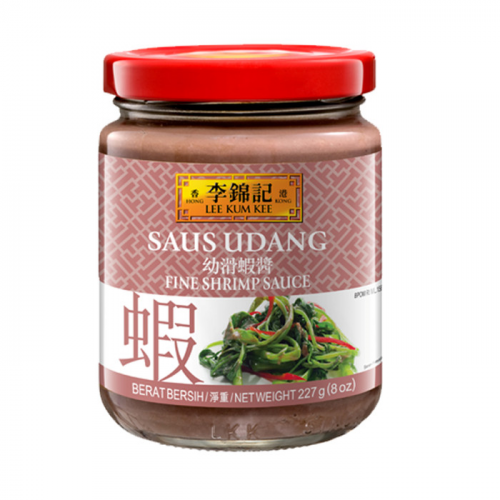 香 李錦記 港
HONG LEE KUM KEE KONG
SAUS UDANG
幼滑蝦醬
FINE SHRIMP SAUCE
蝦
BERAT BERSIH/淨重/NET WEIGHT 227 g (8 oz)
LKK